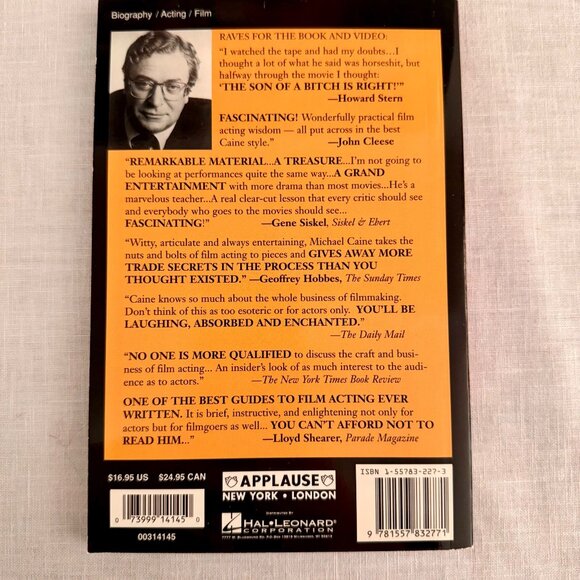 Biography / Acting / Film
RAVES FOR THE BOOK AND VIDEO:
“I watched the tape and had my doubts...I
thought a lot of what he said was horseshit, but
halfway through the movie I thought:
‘THE SON OF A BITCH IS RIGHT!’”
—Howard Stern
FASCINATING! Wonderfully practical film
acting wisdom — all put across in the best
Caine style.” —John Cleese
“REMARKABLE MATERIAL...A TREASURE...I’m not going to
be looking at performances quite the same way...A GRAND
ENTERTAINMENT with more drama than most movies...He’s a
marvelous teacher...A real clear-cut lesson that every critic should see
and everybody who goes to the movies should see...
FASCINATING!” —Gene Siskel, Siskel & Ebert
“Witty, articulate and always entertaining, Michael Caine takes the
nuts and bolts of film acting to pieces and GIVES AWAY MORE
TRADE SECRETS IN THE PROCESS THAN YOU
THOUGHT EXISTED.” —Geoffrey Hobbes, The Sunday Times
“Caine knows so much about the whole business of filmmaking.
Don’t think of this as too esoteric or for actors only. YOU’LL BE
LAUGHING, ABSORBED AND ENCHANTED.”
—The Daily Mail
“NO ONE IS MORE QUALIFIED to discuss the craft and busi-
ness of film acting... An insider’s look of as much interest to the audi-
ence as to actors.” —The New York Times Book Review
ONE OF THE BEST GUIDES TO FILM ACTING EVER
WRITTEN. It is brief, instructive, and enlightening not only for
actors but for filmgoers as well... YOU CAN’T AFFORD NOT TO
READ HIM...” —Lloyd Shearer, Parade Magazine
$16.95 US $24.95 CAN
0 73999 14145 0
00314145
APPLAUSE
NEW YORK • LONDON
DISTRIBUTED BY
HAL•LEONARD
CORPORATION
7777 W. BLUEMOUND RD. P.O. BOX 13819 MILWAUKEE, WI 53213
ISBN 1-55783-227-3
9 781557 832771